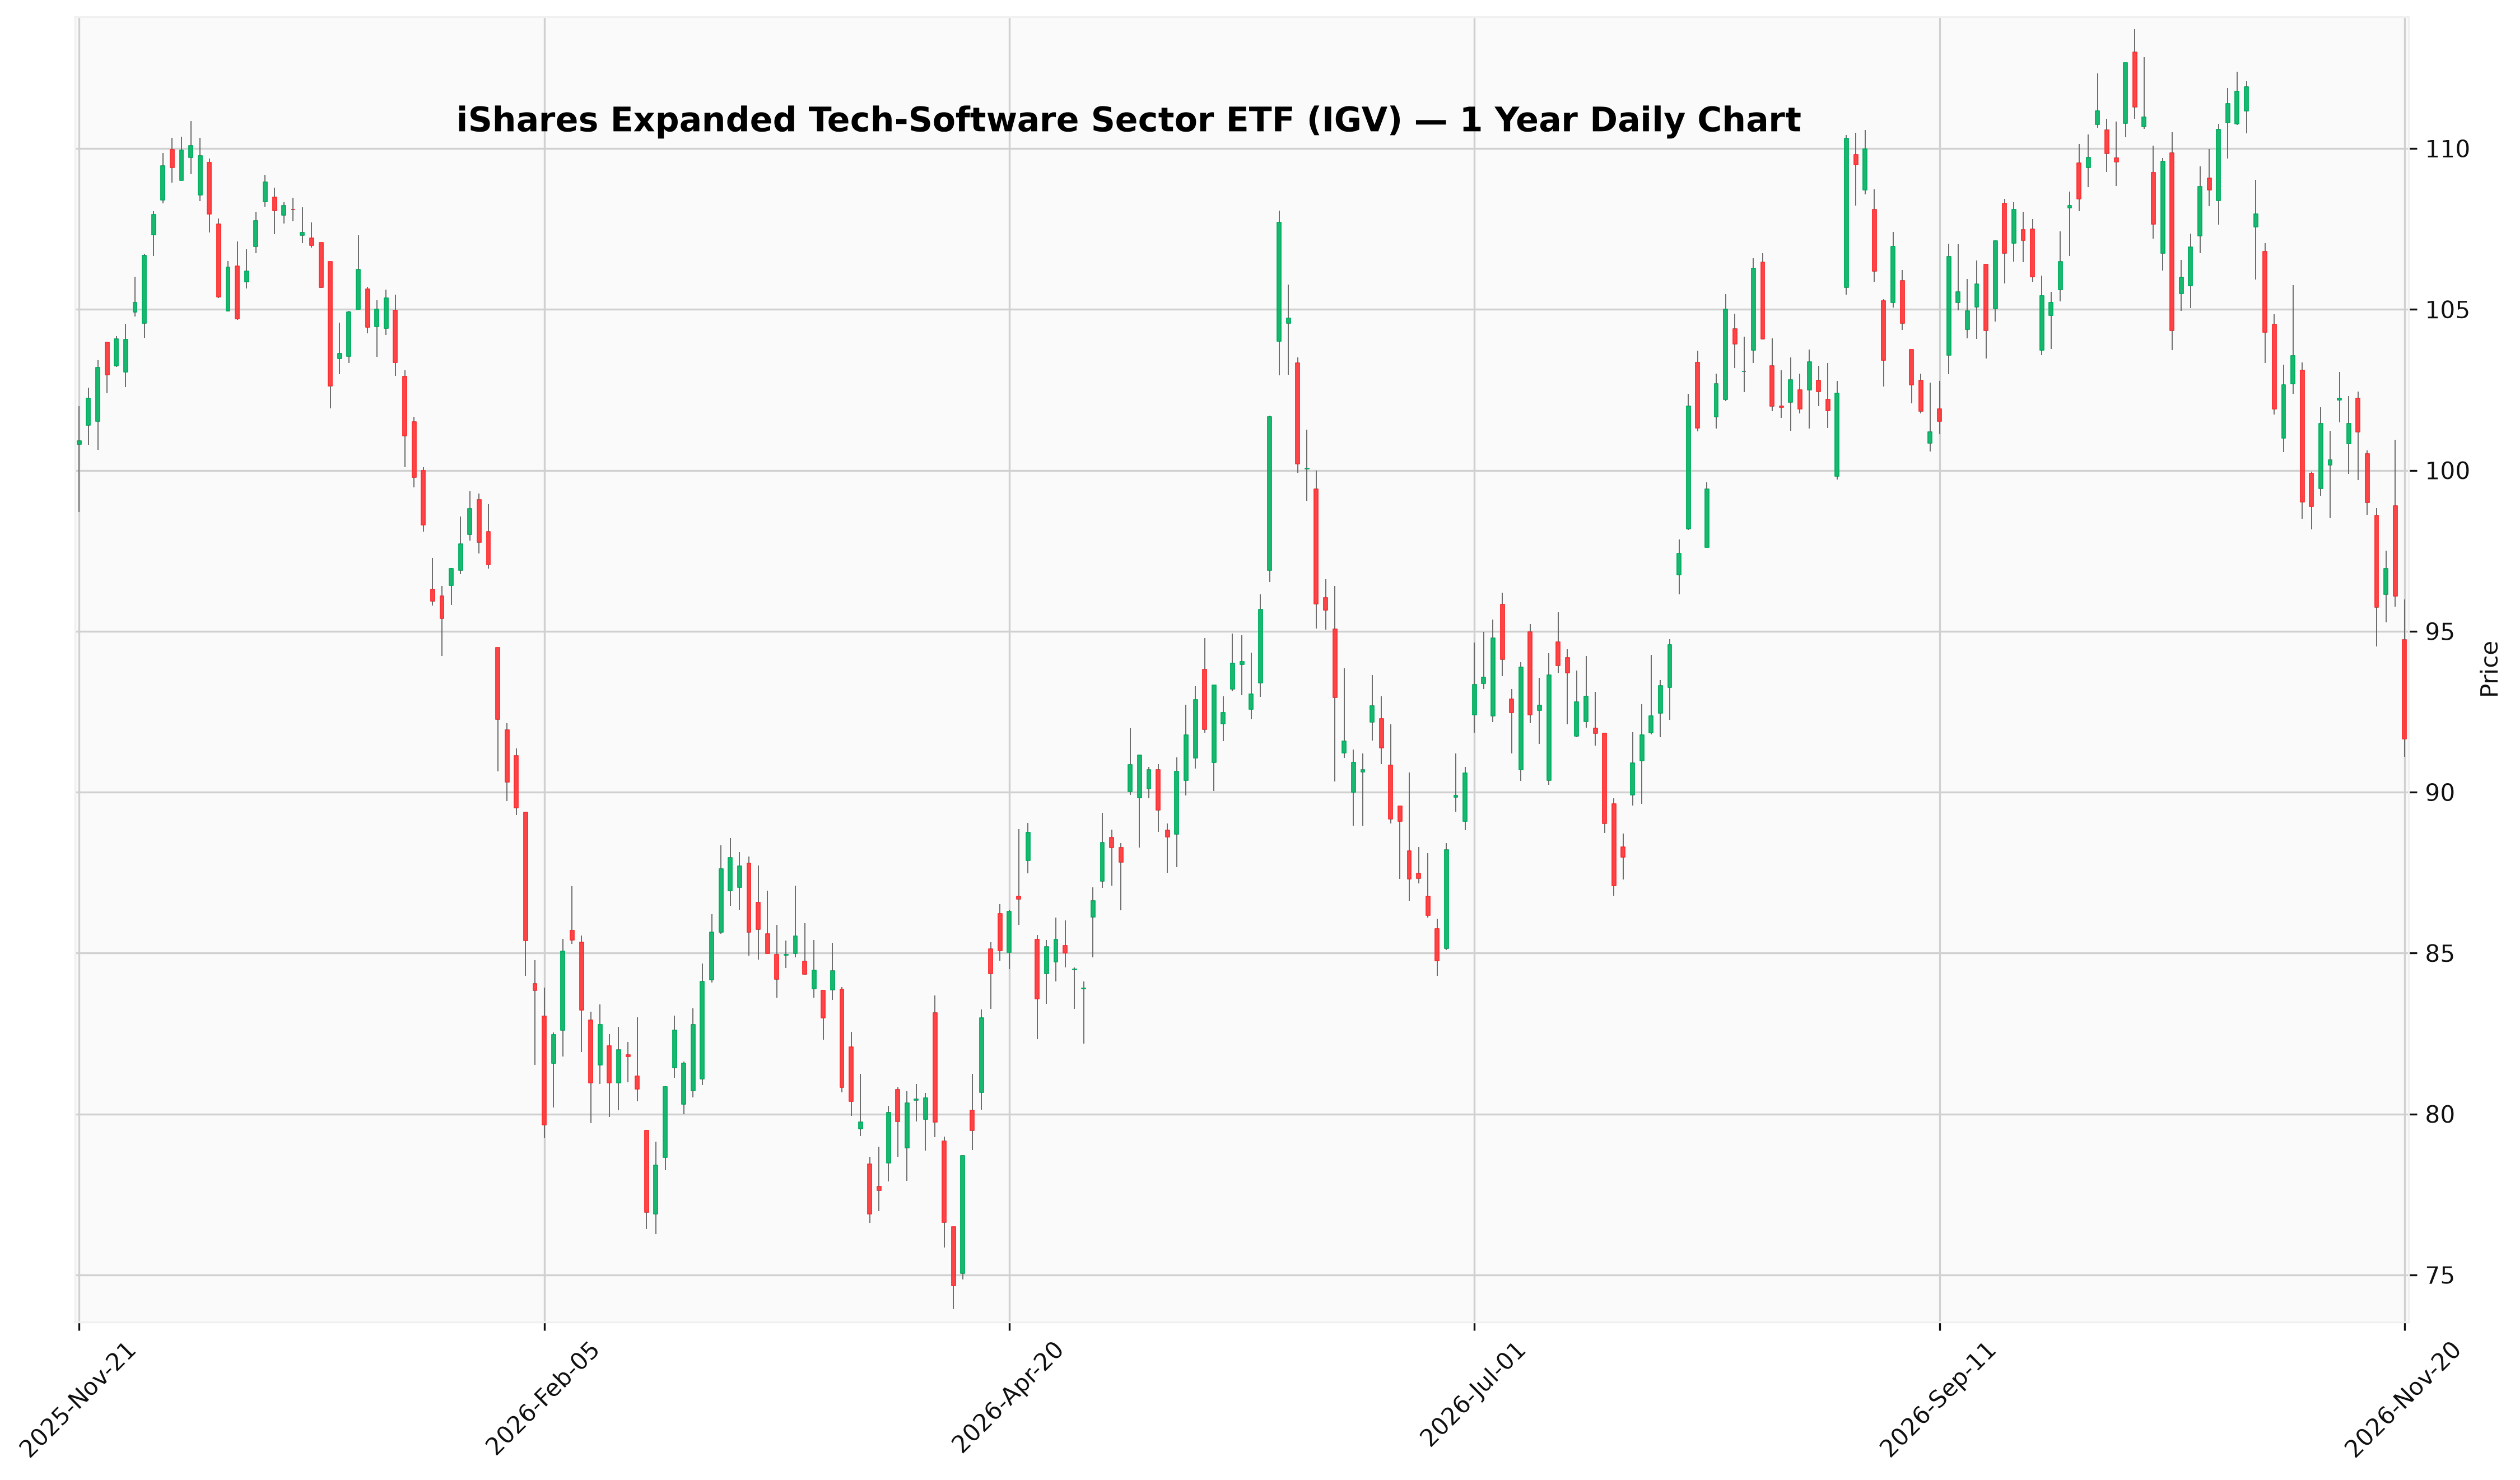 iShares Expanded Tech-Software Sector ETF (IGV) — 1 Year Daily Chart
110
105
100
95
90
85
80
75
Price
2025-Nov-21
2026-Feb-05
2026-Apr-20
2026-Jul-01
2026-Sep-11
2026-Nov-20